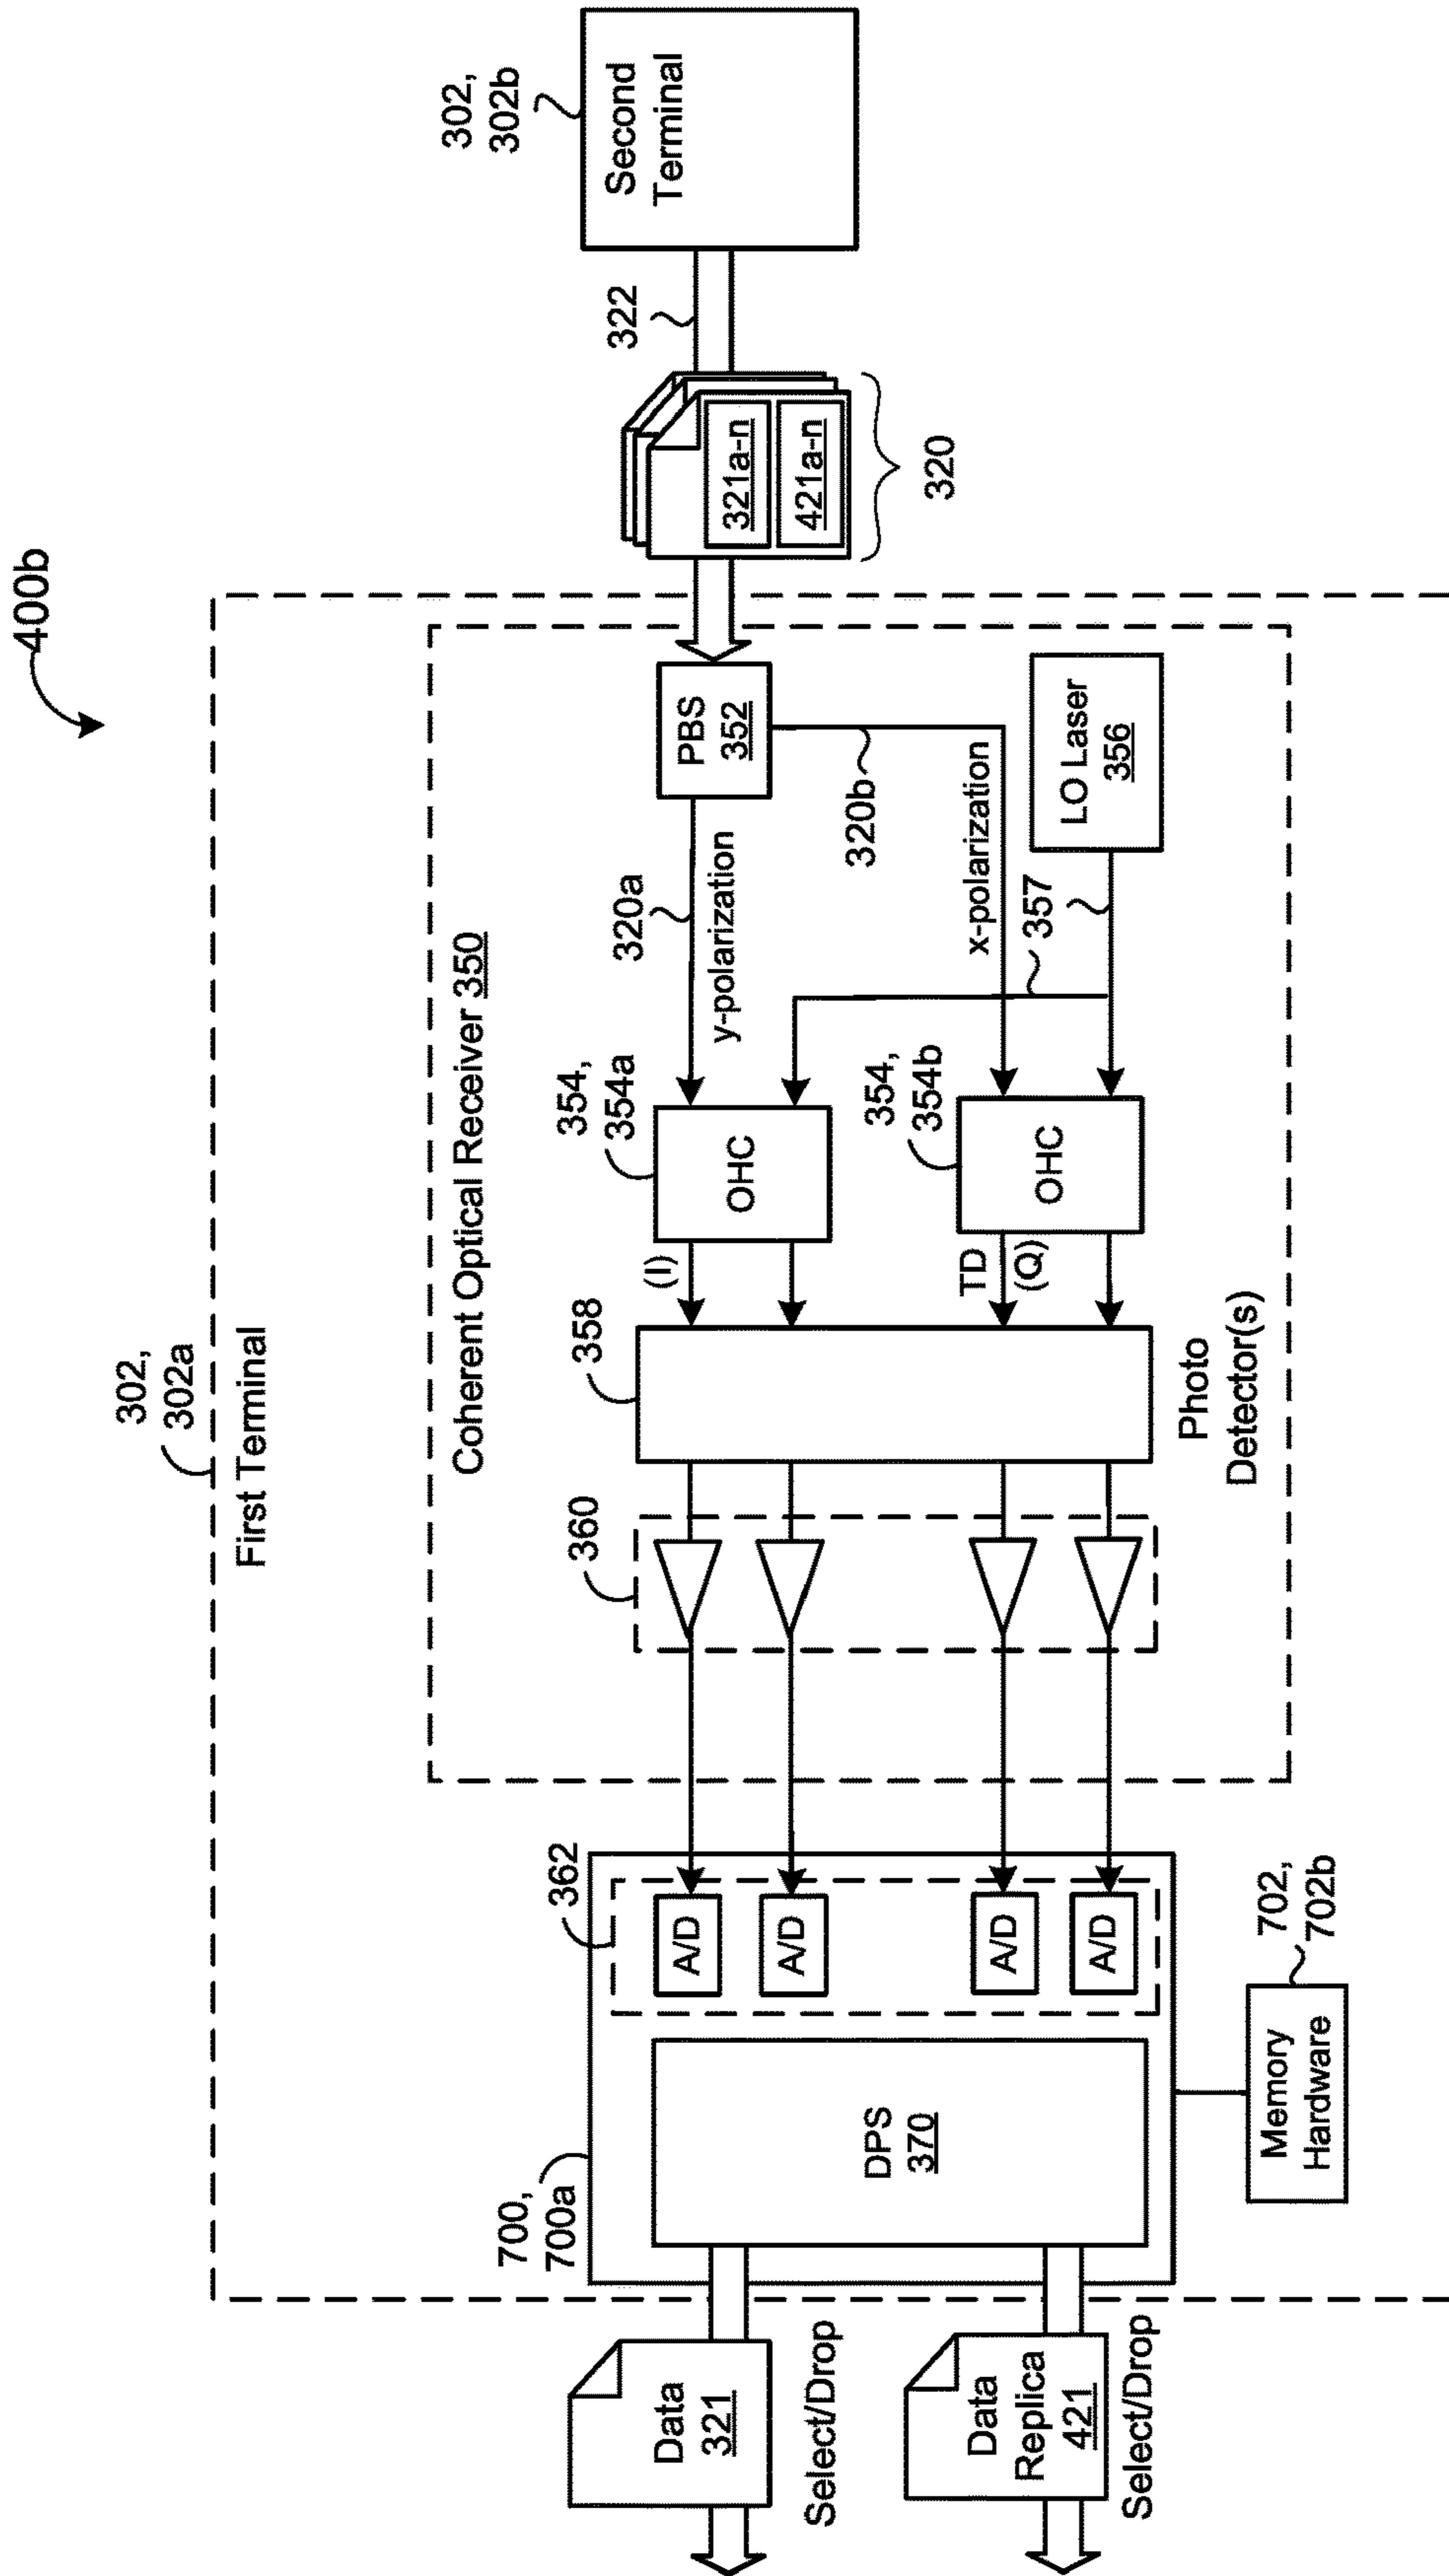 400b
302,
302a
First Terminal
Coherent Optical Receiver 350
700,
700a
Data
321
Select/Drop
Data
Replica
421
Select/Drop
DPS
370
362
A/D
A/D
A/D
A/D
Memory
Hardware
702,
702b
360
358
Photo
Detector(s)
(I)
TD
(Q)
354,
354a
OHC
354,
354b
OHC
320a
y-polarization
x-polarization
357
320b
PBS
352
LO Laser
356
321a-n
421a-n
320
322
302,
302b
Second
Terminal